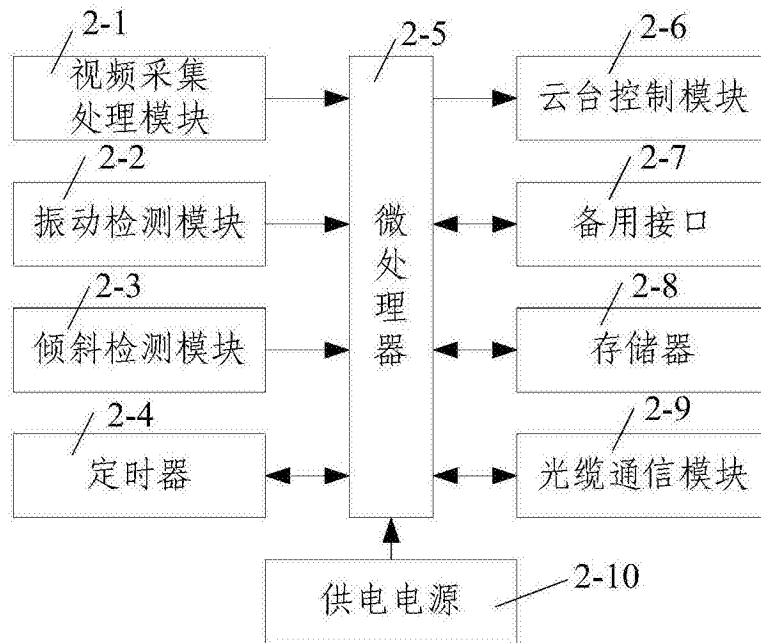 2-1
视频采集
处理模块
2-2
振动检测模块
2-3
倾斜检测模块
2-4
定时器
2-5
微
处
理
器
2-6
云台控制模块
2-7
备用接口
2-8
存储器
2-9
光缆通信模块
供电电源
2-10